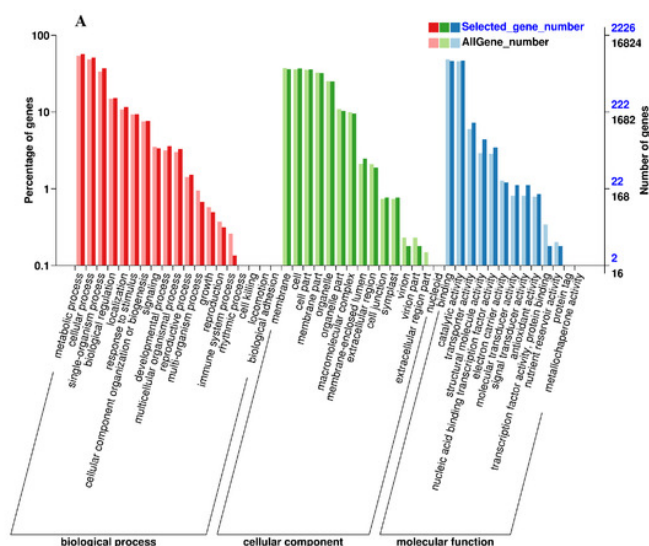 A
Selected_gene_number
AllGene_number
Percentage of genes
100
10
1
0.1
2226
16824
222
1682
22
168
2
16
Number of genes
metabolic process
cellular process
single-organism process
biological regulation
localization
response to stimulus
cellular component organization or biogenesis
signaling
developmental process
multicellular organismal process
reproductive process
multi-organism process
growth
reproduction
immune system process
rhythmic process
cell killing
locomotion
biological adhesion
membrane
cell
cell part
membrane part
organelle
organelle part
macromolecular complex
membrane-enclosed lumen
extracellular region
cell junction
symplast
virion
virion part
extracellular region part
nucleoid
binding
catalytic activity
transporter activity
structural molecule activity
nucleic acid binding transcription factor activity
electron carrier activity
molecular transducer activity
signal transducer activity
antioxidant activity
transcription factor activity, protein binding
nutrient reservoir activity
protein tag
metallochaperone activity
biological process
cellular component
molecular function